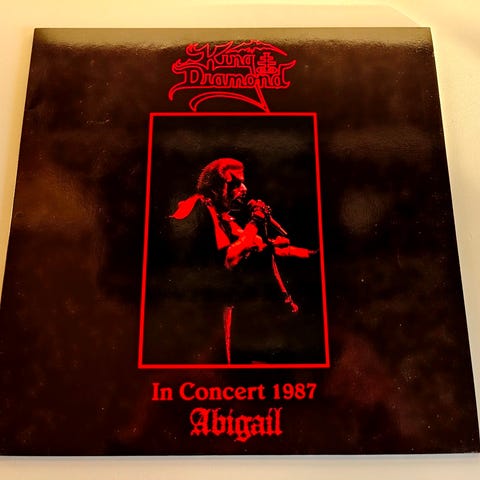 King
Diamond
In Concert 1987
Abigail